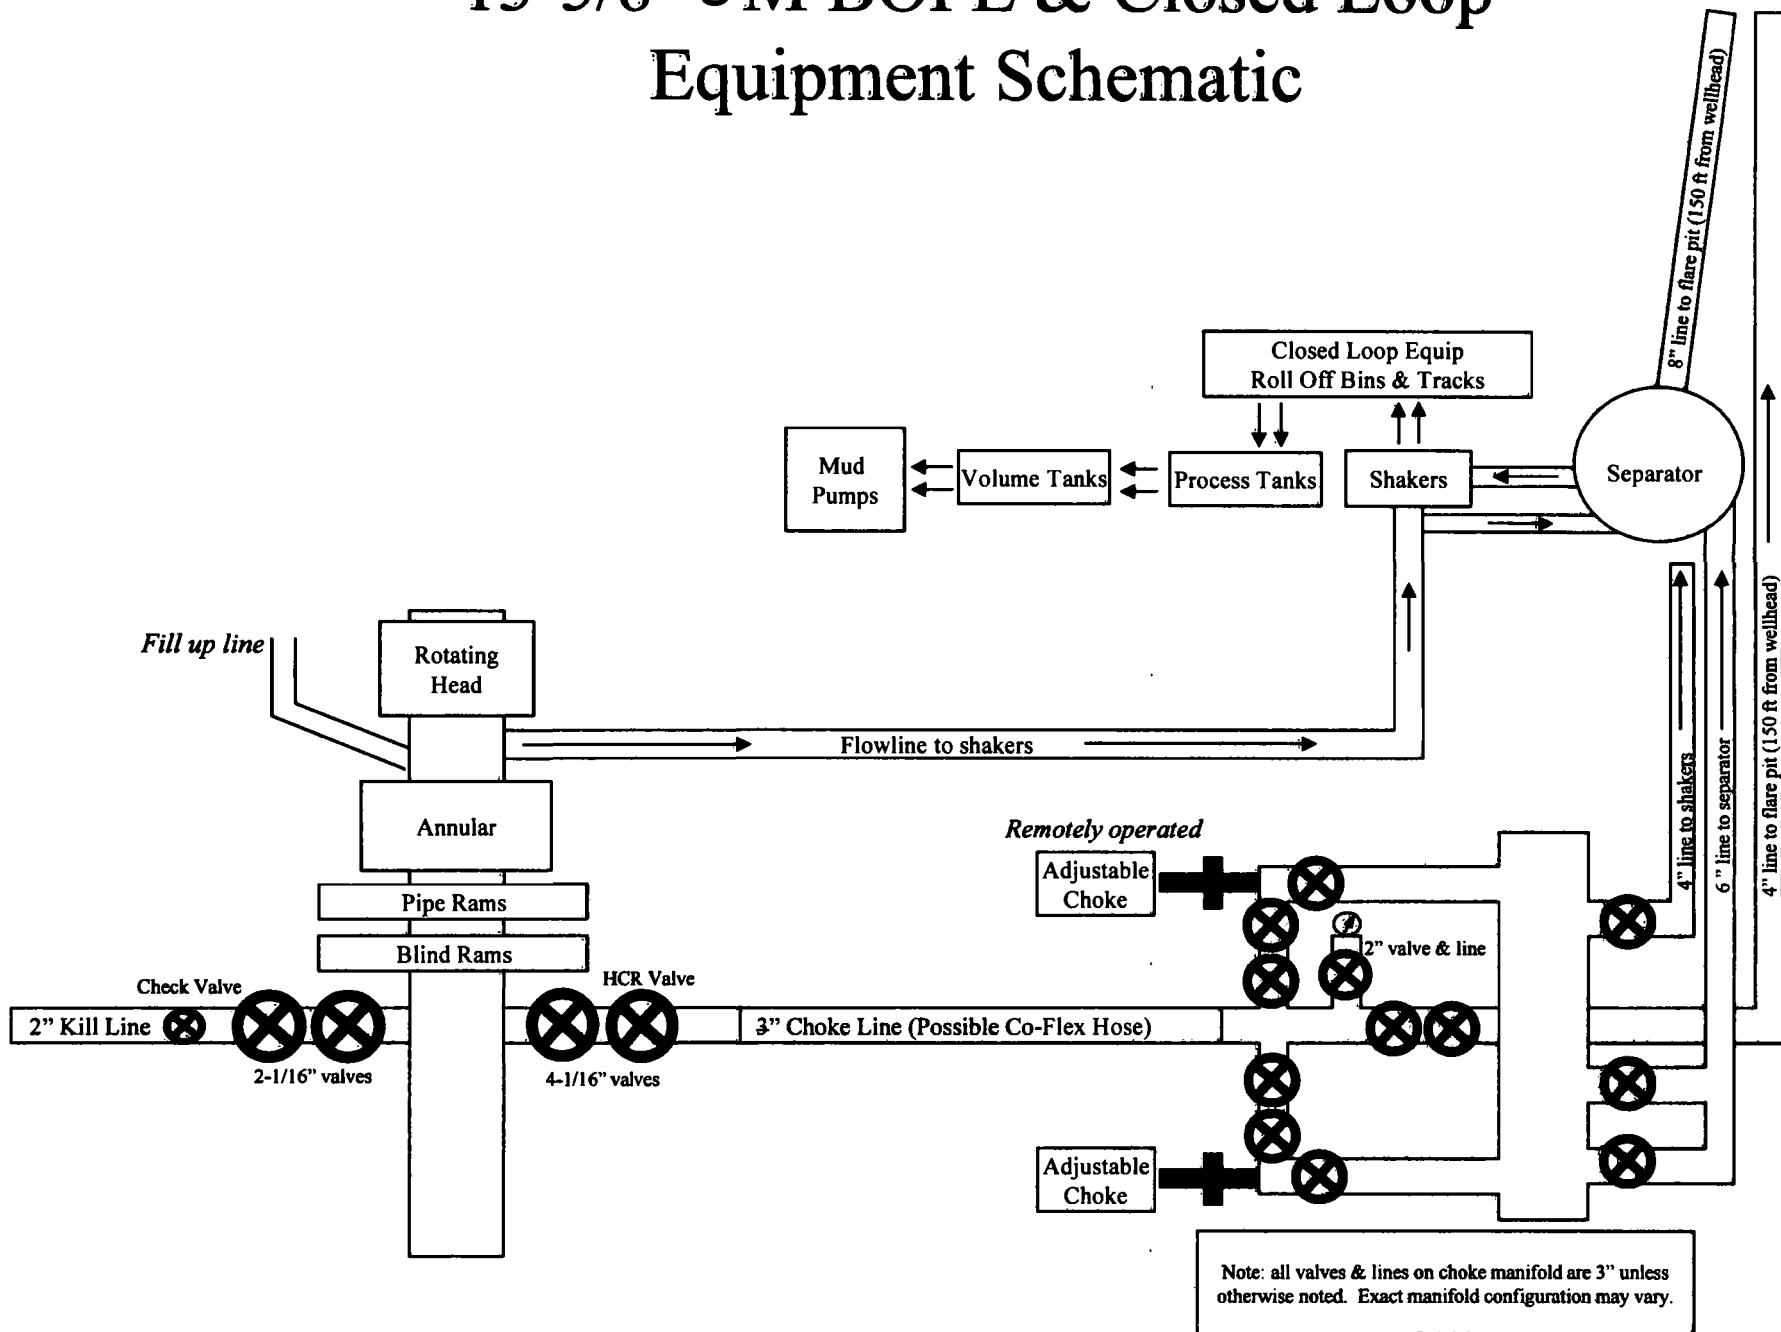 BOPE & Closed Loop
Equipment Schematic
8" line to flare pit (150 ft from wellhead)
Closed Loop Equip
Roll Off Bins & Tracks
Mud
Pumps
Volume Tanks
Process Tanks
Shakers
Separator
Fill up line
Rotating
Head
Flowline to shakers
4" line to shakers
6 " line to separator
4" line to flare pit (150 ft from wellhead)
Annular
Remotely operated
Adjustable
Choke
Pipe Rams
2" valve & line
Blind Rams
Check Valve
HCR Valve
2" Kill Line
3" Choke Line (Possible Co-Flex Hose)
2-1/16" valves
4-1/16" valves
Adjustable
Choke
Note: all valves & lines on choke manifold are 3" unless
otherwise noted. Exact manifold configuration may vary.